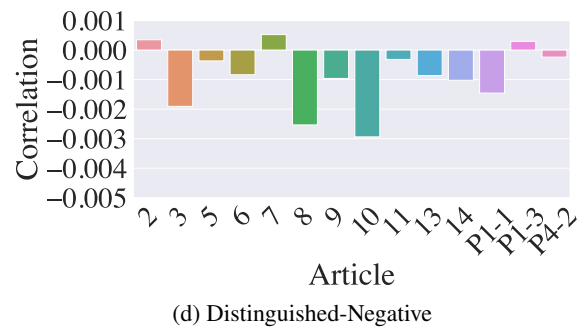 0.001
0.000
−0.001
−0.002
−0.003
−0.004
−0.005
Correlation
2 3 5 6 7 8 9 10 11 13 14 P1-1 P1-3 P4-2
Article
(d) Distinguished-Negative